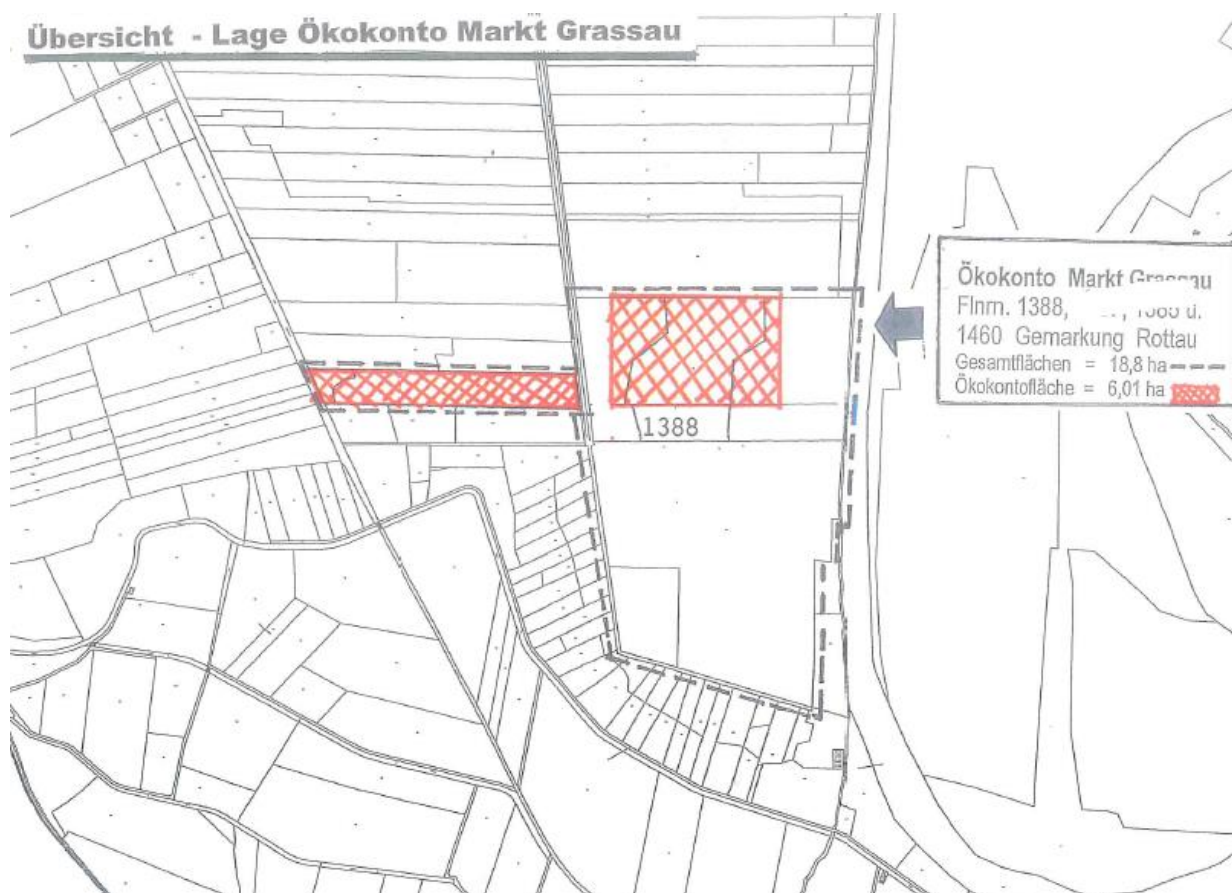 Übersicht - Lage Ökokonto Markt Grassau
Ökokonto Markt Grassau
Flnrn. 1388, u.
1460 Gemarkung Rottau
Gesamtflächen = 18,8 ha
Ökokontofläche = 6,01 ha
1388